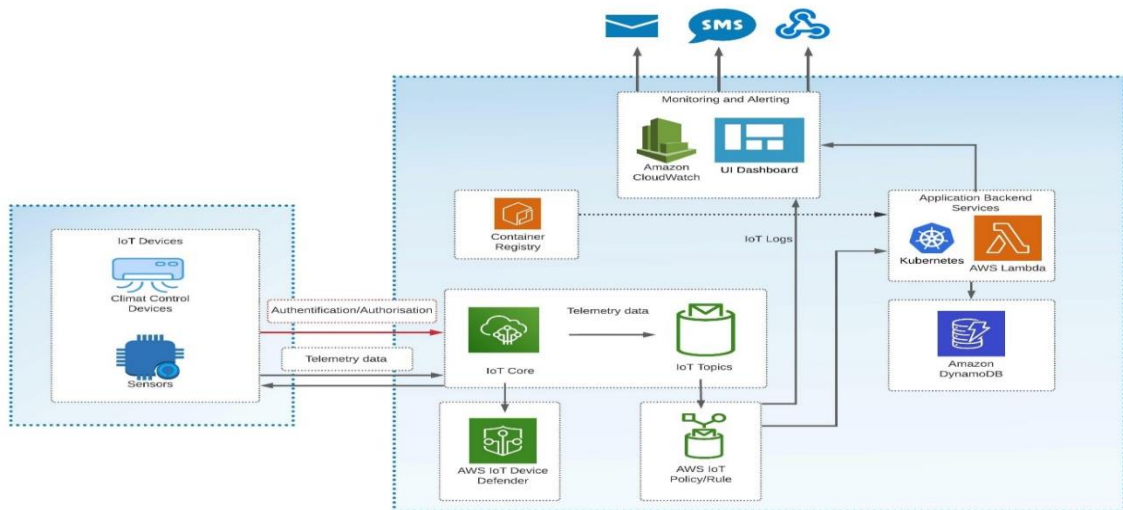 SMS
Monitoring and Alerting
Amazon
CloudWatch
UI Dashboard
Container
Registry
IoT Logs
Application Backend
Services
Kubernetes
AWS Lambda
IoT Devices
Climat Control
Devices
Sensors
Authentification/Authorisation
Telemetry data
Telemetry data
IoT Core
IoT Topics
Amazon
DynamoDB
AWS IoT Device
Defender
AWS IoT
Policy/Rule